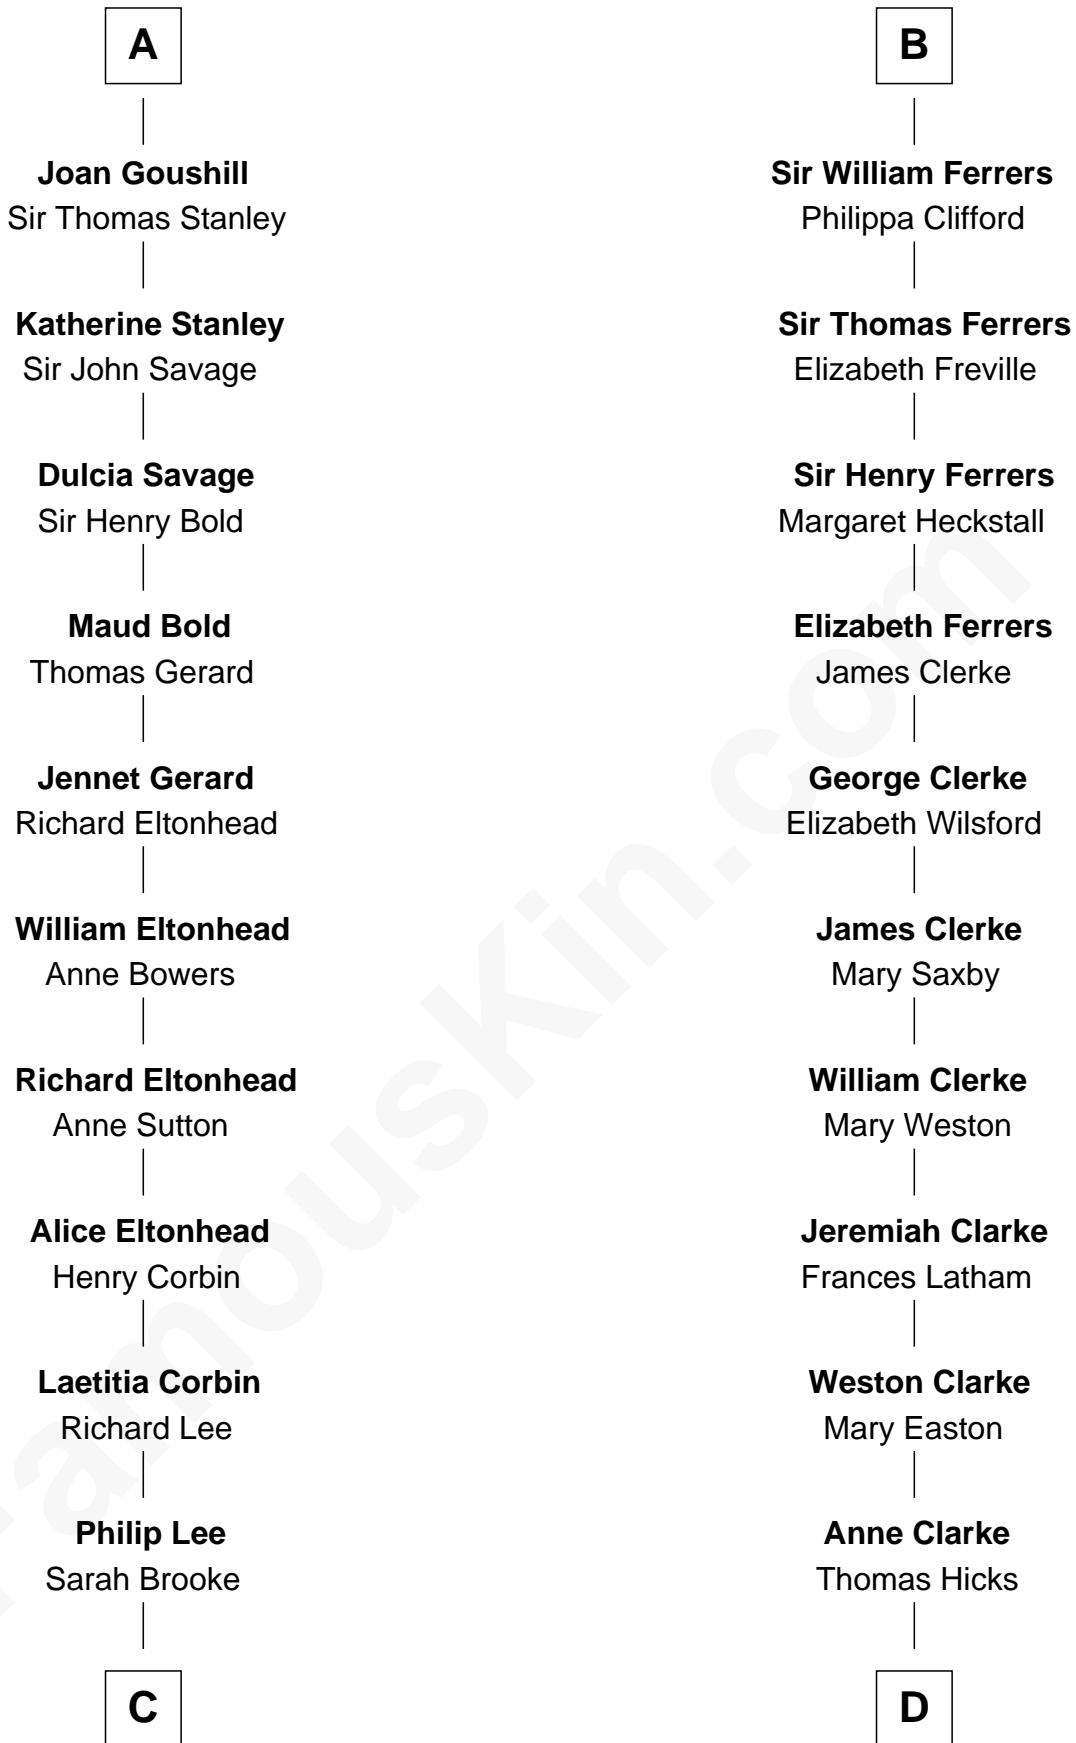 A
Joan Goushill
Sir Thomas Stanley
Katherine Stanley
Sir John Savage
Dulcia Savage
Sir Henry Bold
Maud Bold
Thomas Gerard
Jennet Gerard
Richard Eltonhead
William Eltonhead
Anne Bowers
Richard Eltonhead
Anne Sutton
Alice Eltonhead
Henry Corbin
Laetitia Corbin
Richard Lee
Philip Lee
Sarah Brooke
C
B
Sir William Ferrers
Philippa Clifford
Sir Thomas Ferrers
Elizabeth Freville
Sir Henry Ferrers
Margaret Heckstall
Elizabeth Ferrers
James Clerke
George Clerke
Elizabeth Wilsford
James Clerke
Mary Saxby
William Clerke
Mary Weston
Jeremiah Clarke
Frances Latham
Weston Clarke
Mary Easton
Anne Clarke
Thomas Hicks
D
FamousKin.com